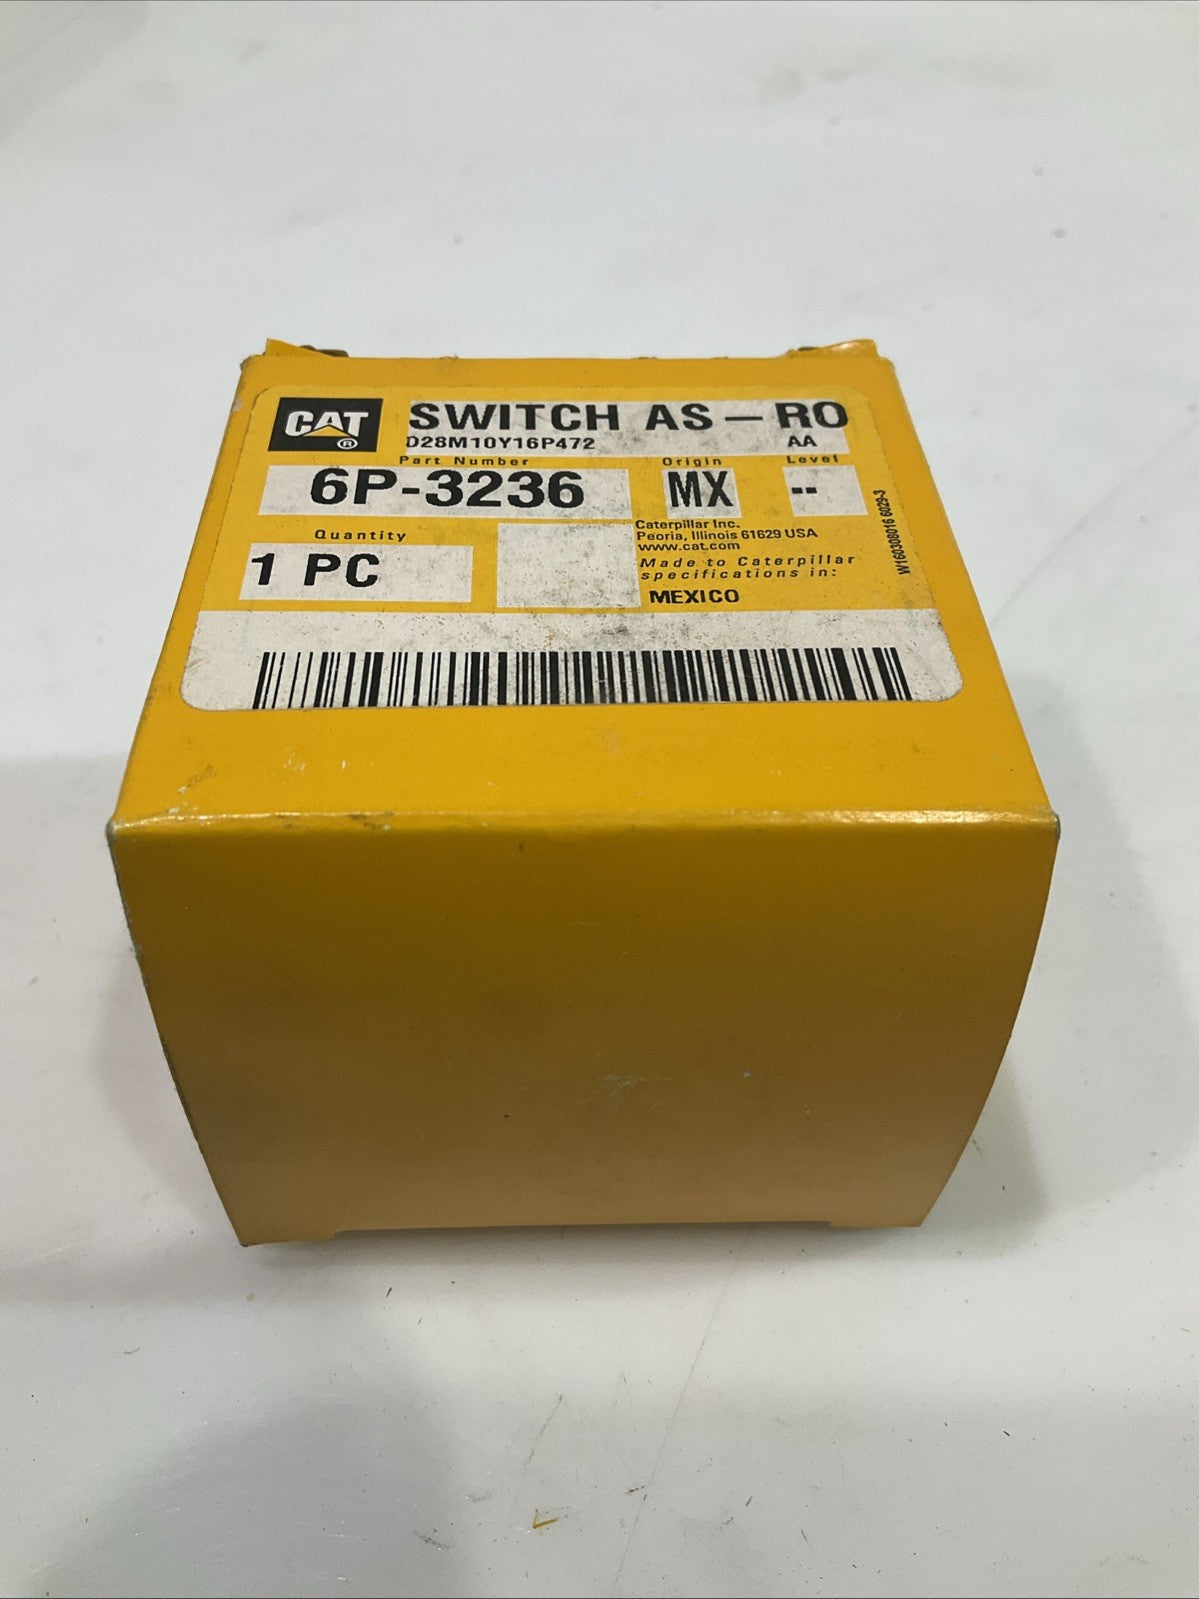 CAT ®
SWITCH AS-RO
D28M10Y16P472 AA
Part Number Origin Level
6P-3236 MX --
Quantity
1 PC
Caterpillar Inc.
Peoria, Illinois 61629 USA
www.cat.com
Made to Caterpillar
specifications in:
MEXICO
W160308016 6029-3